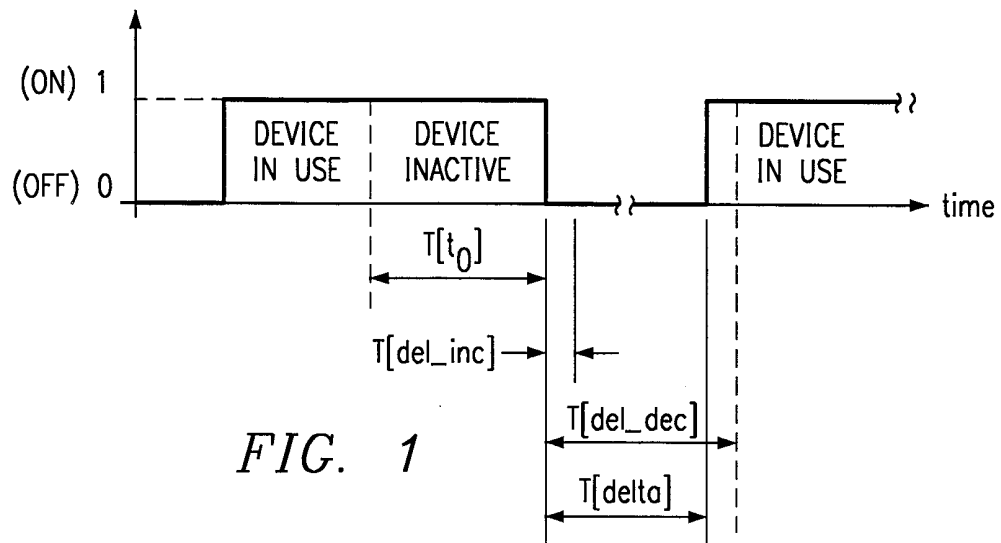 (ON) 1
(OFF) 0
DEVICE IN USE
DEVICE INACTIVE
DEVICE IN USE
time
T[t0]
T[del_inc]
T[del_dec]
T[delta]
FIG. 1